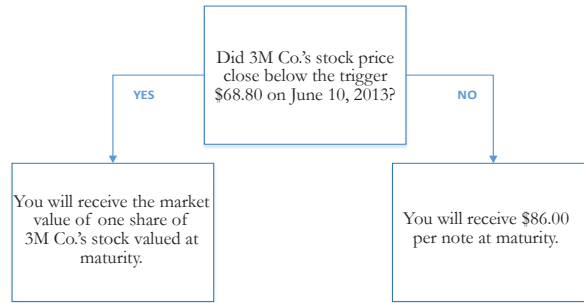 Did 3M Co.'s stock price
close below the trigger
$68.80 on June 10, 2013?
YES
NO
You will receive the market
value of one share of
3M Co.'s stock valued at
maturity.
You will receive $86.00
per note at maturity.